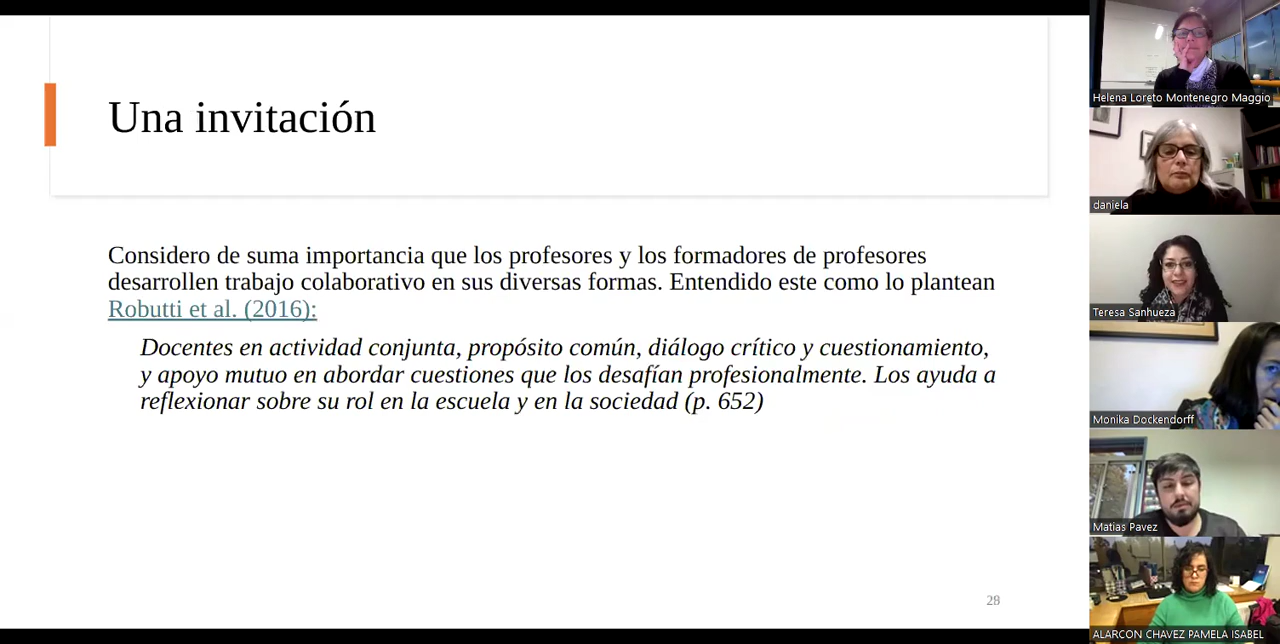 Una invitación
Considero de suma importancia que los profesores y los formadores de profesores
desarrollen trabajo colaborativo en sus diversas formas. Entendido este como lo plantean
Robutti et al. (2016):
Docentes en actividad conjunta, propósito común, diálogo crítico y cuestionamiento,
y apoyo mutuo en abordar cuestiones que los desafían profesionalmente. Los ayuda a
reflexionar sobre su rol en la escuela y en la sociedad (p. 652)
28
Helena Loreto Montenegro Maggio
daniela
Teresa Sanhueza
Monika Dockendorff
Matias Pavez
ALARCON CHAVEZ PAMELA ISABEL